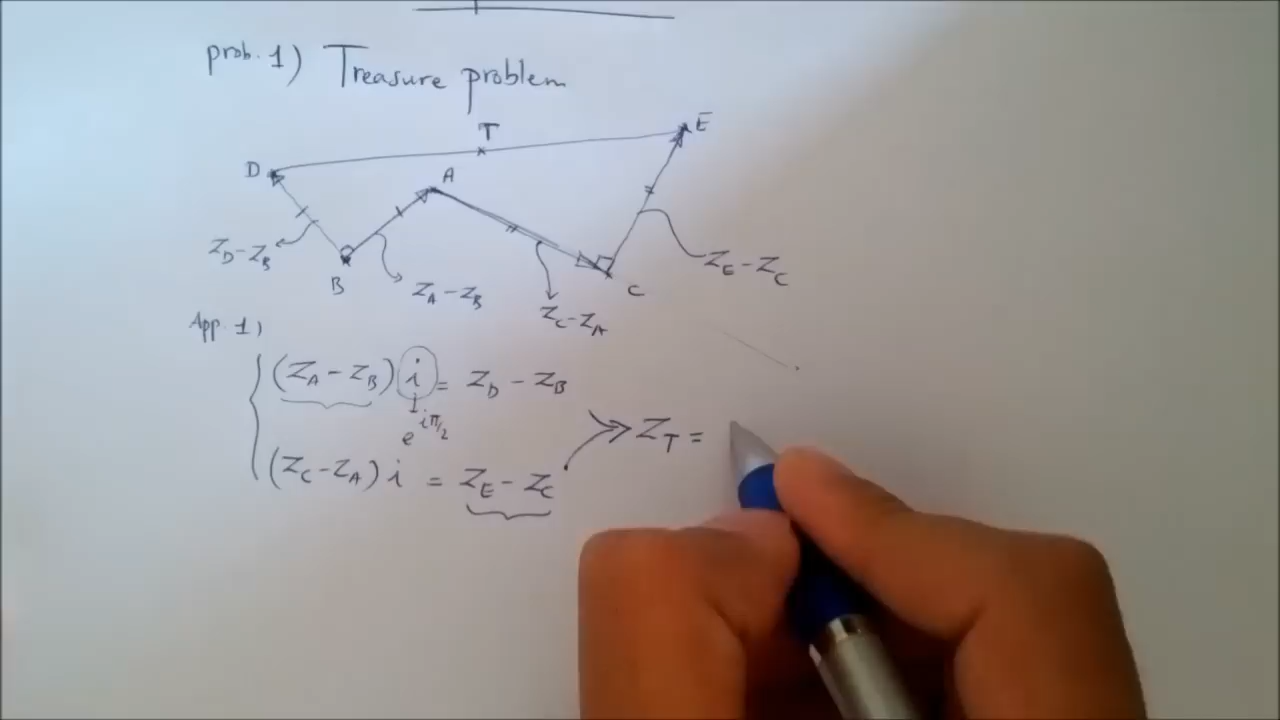 prob. 1) Treasure problem
T
E
D
A
Z_D - Z_B
B
Z_A - Z_B
C
Z_C - Z_A
Z_E - Z_C
App. 1)
(Z_A - Z_B) i = Z_D - Z_B
e^{iπ/2}
Z_T =
(Z_C - Z_A) i = Z_E - Z_C